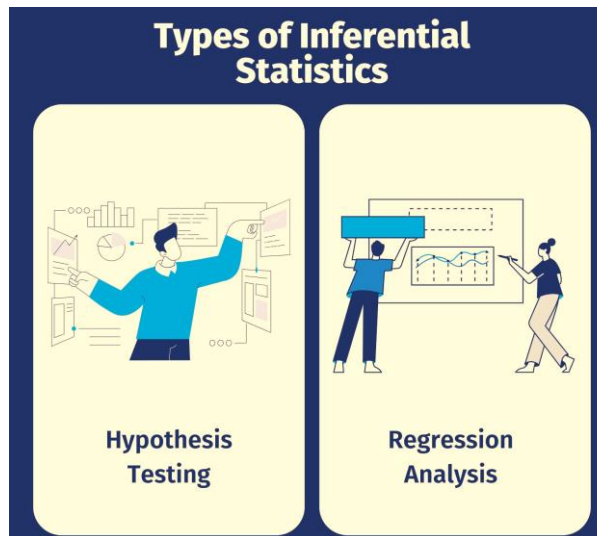 Types of Inferential
Statistics
Hypothesis
Testing
Regression
Analysis